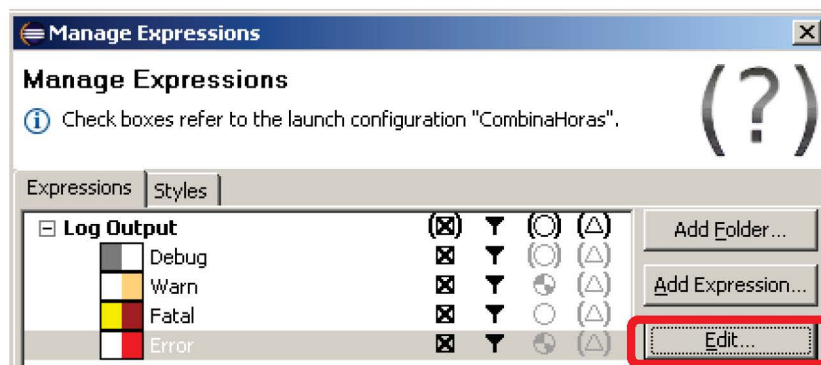 Manage Expressions
Manage Expressions
Check boxes refer to the launch configuration "CombinaHoras".
(?)
Expressions Styles
Log Output Add Folder...
Debug
Warn Add Expression...
Fatal
Error Edit...